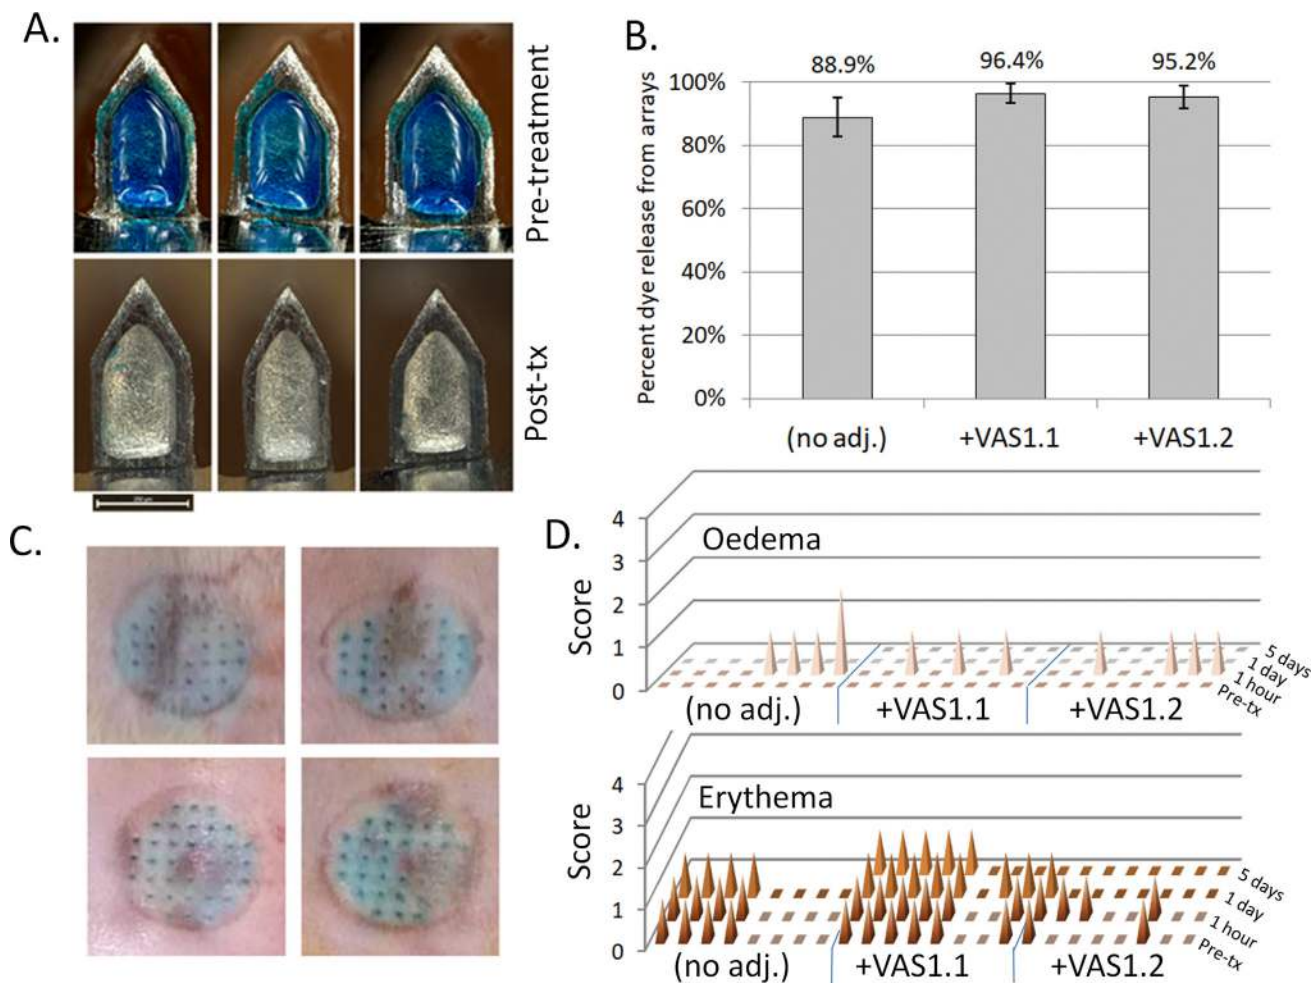 A.
Pre-treatment
Post-tx
B.
88.9%
96.4%
95.2%
Percent dye release from arrays
100%
80%
60%
40%
20%
0%
(no adj.)
+VAS1.1
+VAS1.2
C.
D.
Oedema
Score
4
3
2
1
0
5 days
1 day
1 hour
Pre-tx
(no adj.)
+VAS1.1
+VAS1.2
Erythema
Score
4
3
2
1
0
5 days
1 day
1 hour
Pre-tx
(no adj.)
+VAS1.1
+VAS1.2